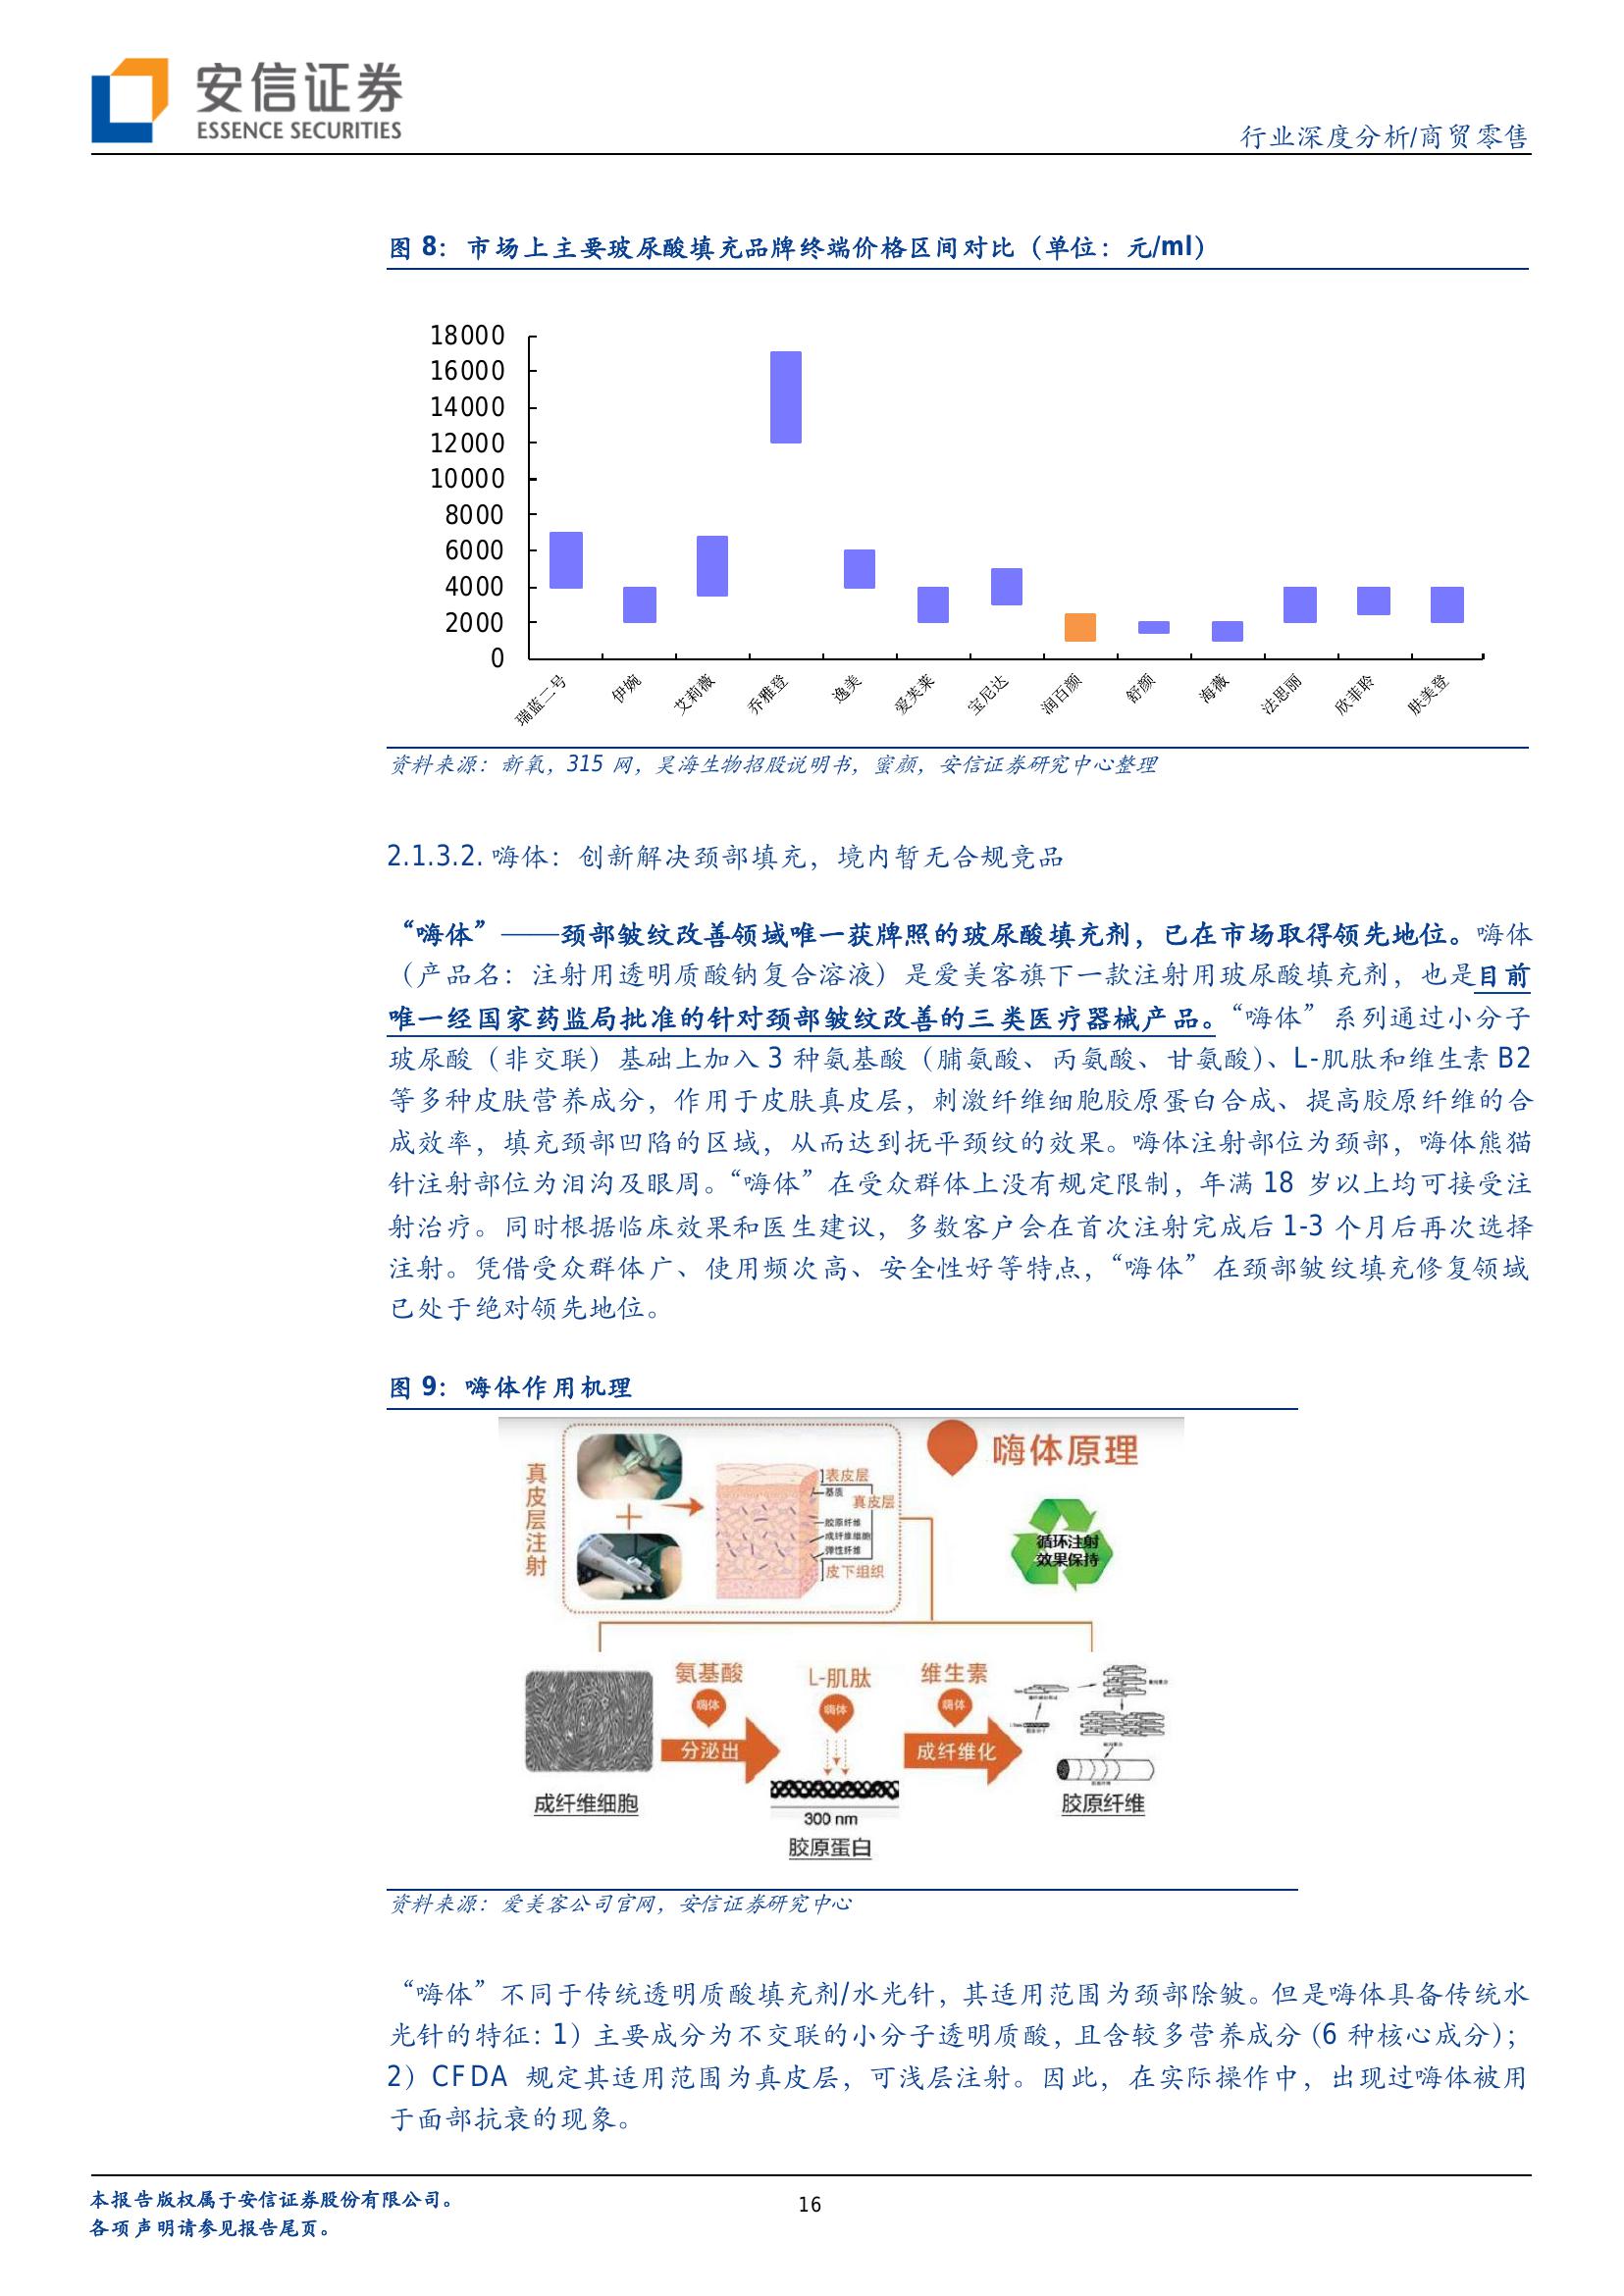 安信证券
ESSENCE SECURITIES
行业深度分析/商贸零售
图 8：市场上主要玻尿酸填充品牌终端价格区间对比（单位：元/ml）
18000
16000
14000
12000
10000
8000
6000
4000
2000
0
瑞蓝二号
伊婉
艾莉薇
乔雅登
逸美
爱芙莱
宝尼达
润百颜
舒颜
海薇
法思丽
欣菲聆
肤美登
资料来源：新氧，315 网，昊海生物招股说明书，蜜颜，安信证券研究中心整理
2.1.3.2. 嗨体：创新解决颈部填充，境内暂无合规竞品
“嗨体”——颈部皱纹改善领域唯一获牌照的玻尿酸填充剂，已在市场取得领先地位。嗨体
（产品名：注射用透明质酸钠复合溶液）是爱美客旗下一款注射用玻尿酸填充剂，也是目前
唯一经国家药监局批准的针对颈部皱纹改善的三类医疗器械产品。“嗨体”系列通过小分子
玻尿酸（非交联）基础上加入 3 种氨基酸（脯氨酸、丙氨酸、甘氨酸）、L-肌肽和维生素 B2
等多种皮肤营养成分，作用于皮肤真皮层，刺激纤维细胞胶原蛋白合成、提高胶原纤维的合
成效率，填充颈部凹陷的区域，从而达到抚平颈纹的效果。嗨体注射部位为颈部，嗨体熊猫
针注射部位为泪沟及眼周。“嗨体”在受众群体上没有规定限制，年满 18 岁以上均可接受注
射治疗。同时根据临床效果和医生建议，多数客户会在首次注射完成后 1-3 个月后再次选择
注射。凭借受众群体广、使用频次高、安全性好等特点，“嗨体”在颈部皱纹填充修复领域
已处于绝对领先地位。
图 9：嗨体作用机理
嗨体原理
真皮层注射
表皮层
基质
真皮层
胶原纤维
成纤维细胞
弹性纤维
皮下组织
循环注射
效果保持
氨基酸
嗨体
分泌出
L-肌肽
嗨体
维生素
嗨体
成纤维化
成纤维细胞
300 nm
胶原蛋白
胶原纤维
资料来源：爱美客公司官网，安信证券研究中心
“嗨体”不同于传统透明质酸填充剂/水光针，其适用范围为颈部除皱。但是嗨体具备传统水
光针的特征：1）主要成分为不交联的小分子透明质酸，且含较多营养成分（6 种核心成分）；
2）CFDA 规定其适用范围为真皮层，可浅层注射。因此，在实际操作中，出现过嗨体被用
于面部抗衰的现象。
本报告版权属于安信证券股份有限公司。
各项声明请参见报告尾页。
16